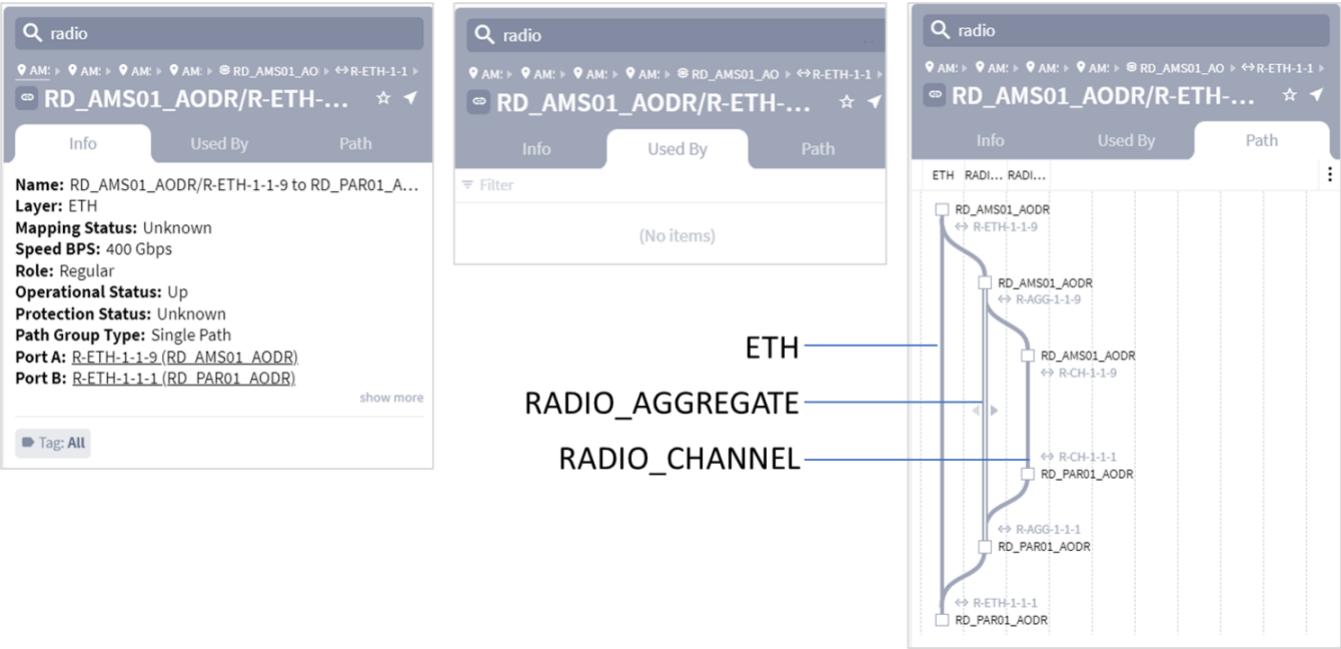 radio
AM: AM: AM: AM: RD_AMS01_AO R-ETH-1-1
RD_AMS01_AODR/R-ETH-...
Info Used By Path
Name: RD_AMS01_AODR/R-ETH-1-1-9 to RD_PAR01_A...
Layer: ETH
Mapping Status: Unknown
Speed BPS: 400 Gbps
Role: Regular
Operational Status: Up
Protection Status: Unknown
Path Group Type: Single Path
Port A: R-ETH-1-1-9 (RD_AMS01_AODR)
Port B: R-ETH-1-1-1 (RD_PAR01_AODR)
show more
Tag: All
radio
AM: AM: AM: AM: RD_AMS01_AO R-ETH-1-1
RD_AMS01_AODR/R-ETH-...
Info Used By Path
Filter
(No items)
ETH
RADIO_AGGREGATE
RADIO_CHANNEL
radio
AM: AM: AM: AM: RD_AMS01_AO R-ETH-1-1
RD_AMS01_AODR/R-ETH-...
Info Used By Path
ETH RADI... RADI...
RD_AMS01_AODR
R-ETH-1-1-9
RD_AMS01_AODR
R-AGG-1-1-9
RD_AMS01_AODR
R-CH-1-1-9
R-CH-1-1-1
RD_PAR01_AODR
R-AGG-1-1-1
RD_PAR01_AODR
R-ETH-1-1-1
RD_PAR01_AODR